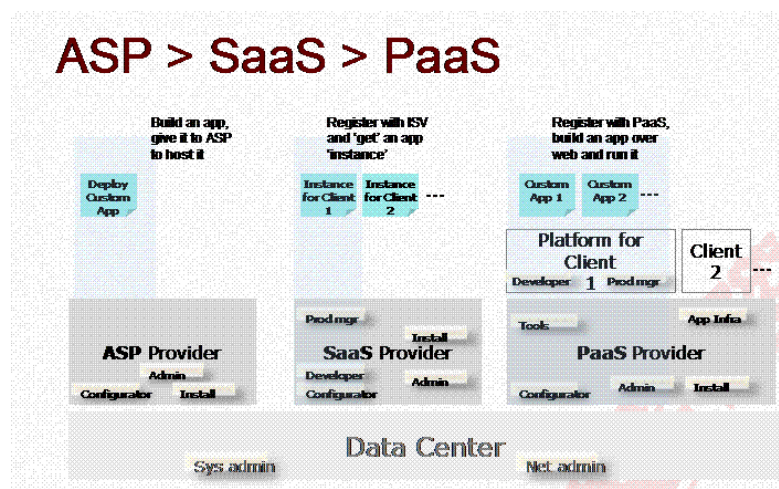 ASP > SaaS > PaaS
Build an app,
give it to ASP
to host it
Register with ISV
and 'get' an app
'instance'
Register with PaaS,
build an app over
web and run it
Deploy
Custom
App
Instance
for Client
1
Instance
for Client
2
---
Custom
App 1
Custom
App 2
---
Platform for
Client
1
Developer
Prod mgr
Client
2
---
ASP Provider
Admin
Configurator
Install
Prod mgr
Install
SaaS Provider
Developer
Admin
Configurator
Tools
App Infra
PaaS Provider
Configurator
Admin
Install
Data Center
Sys admin
Net admin